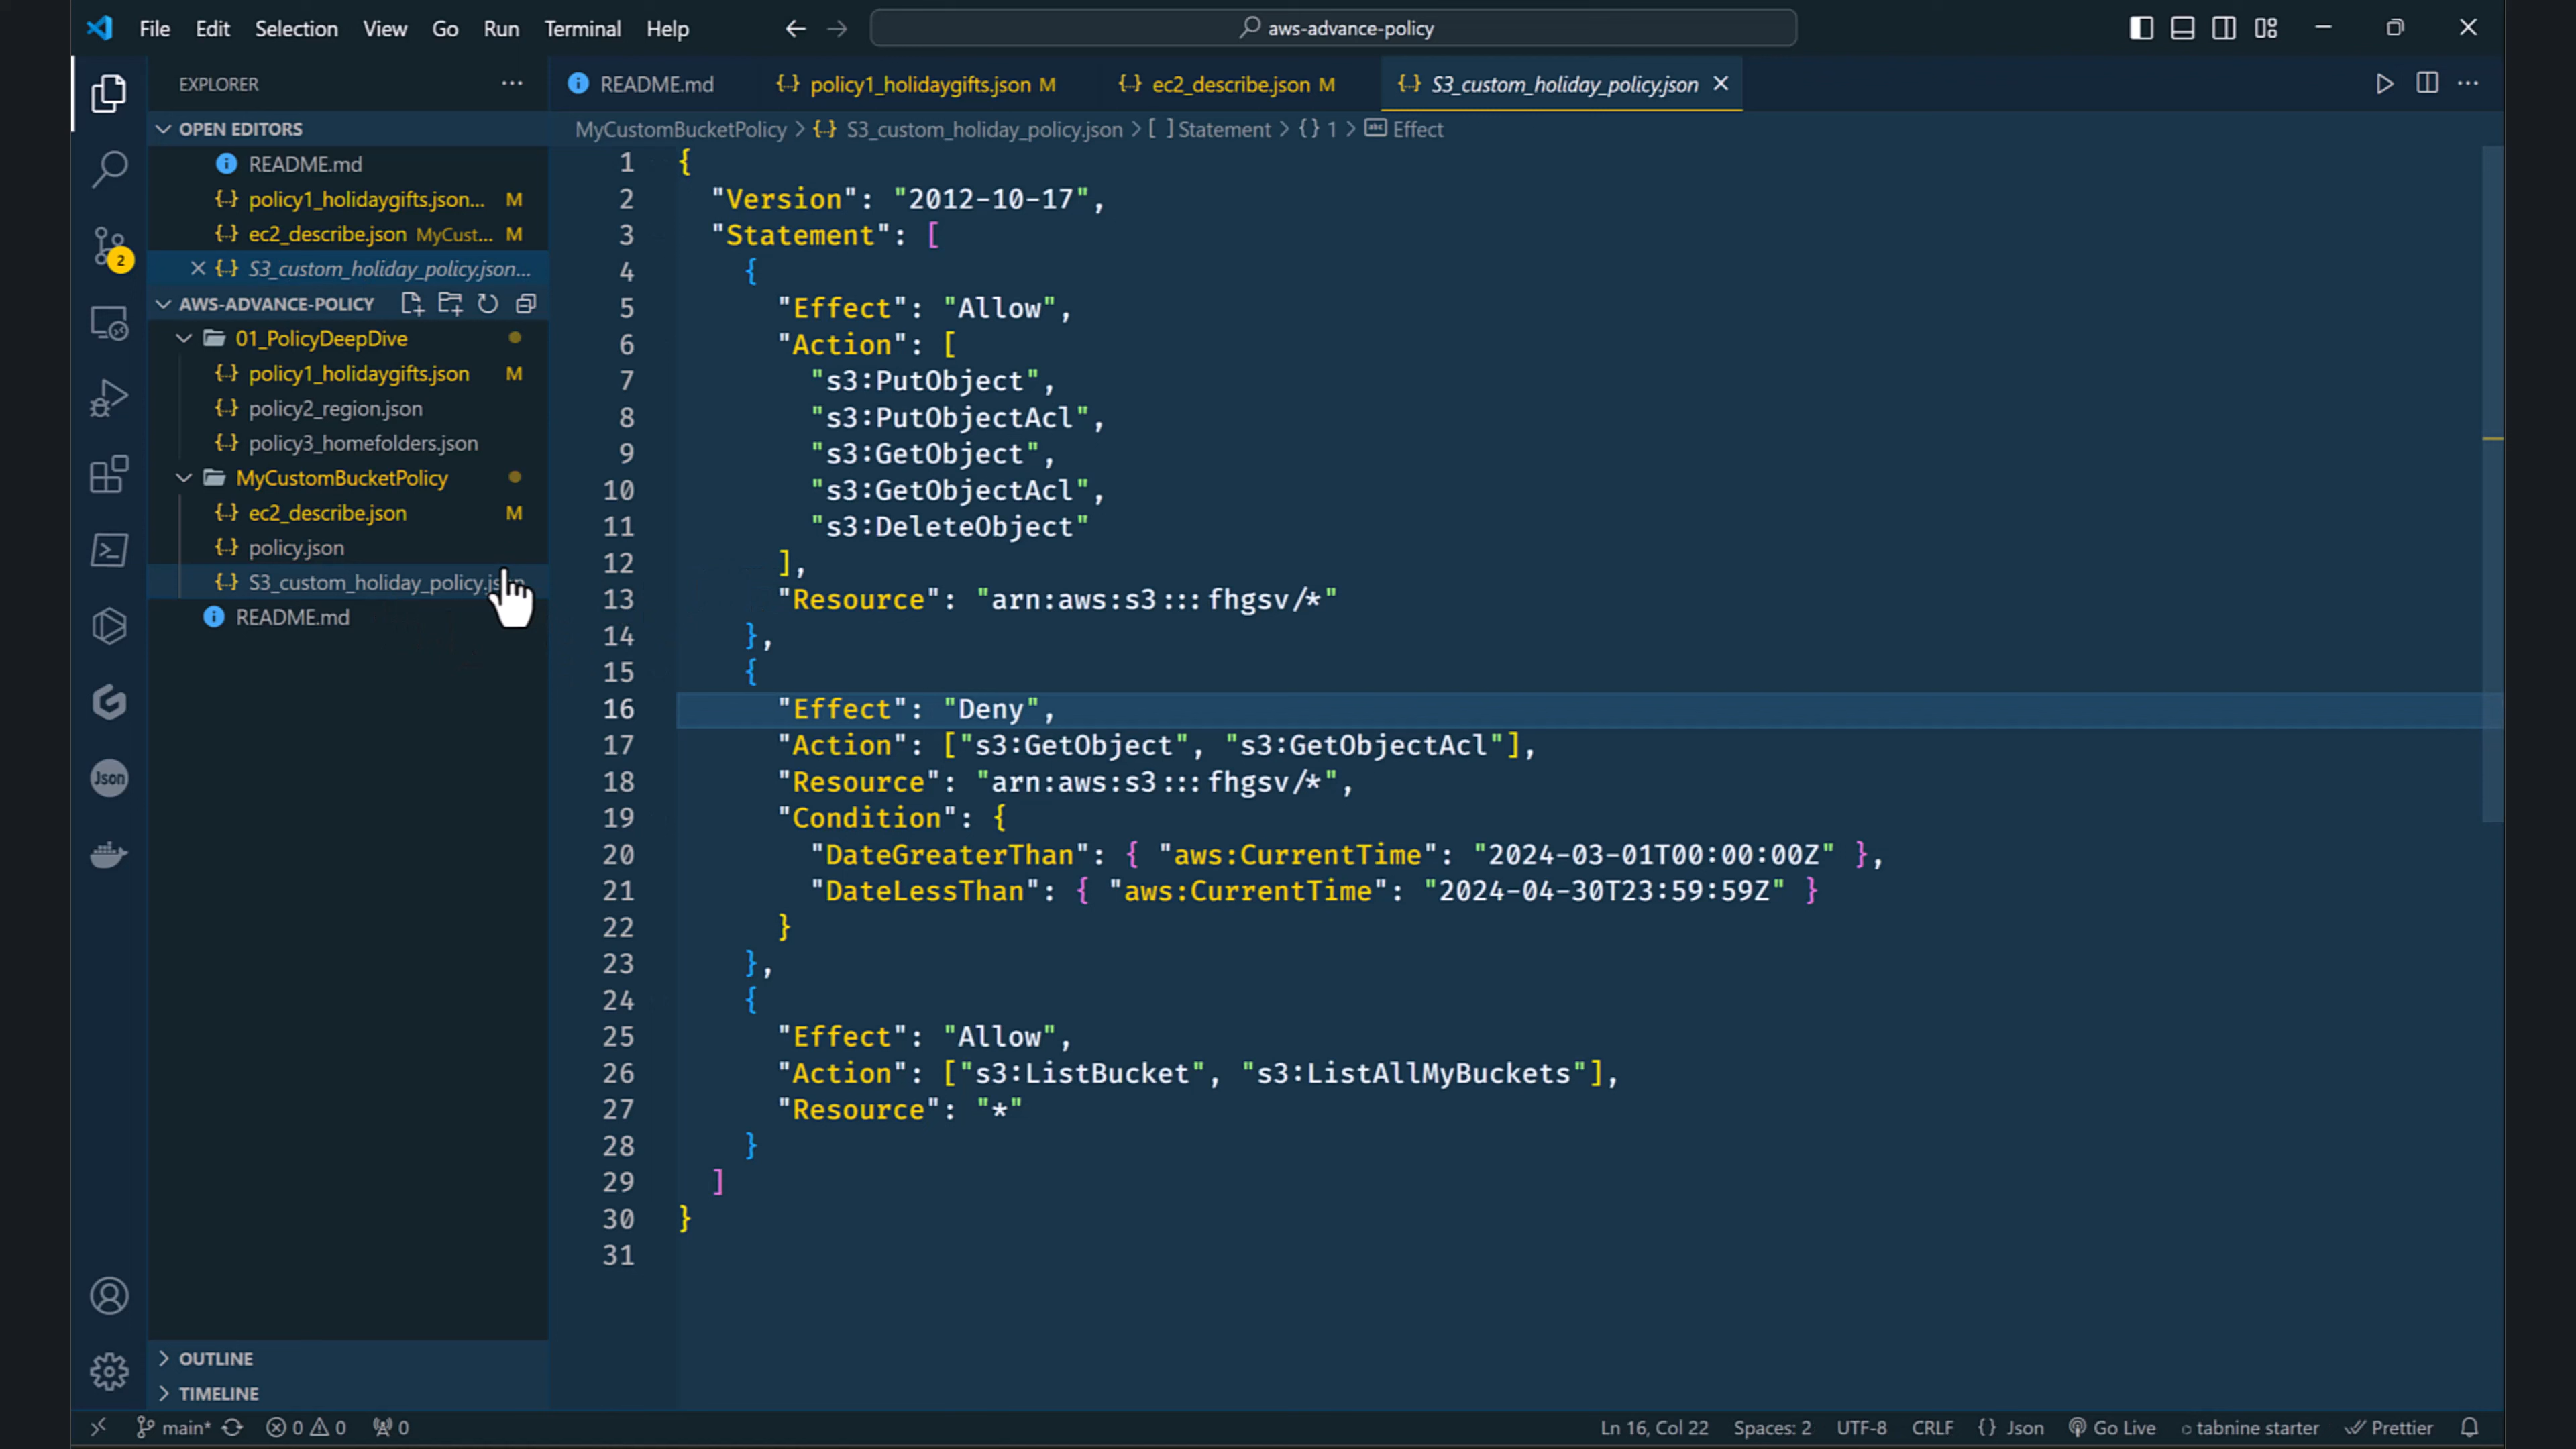 File Edit Selection View Go Run Terminal Help
aws-advance-policy
EXPLORER
OPEN EDITORS
README.md
policy1_holidaygifts.json... M
ec2_describe.json MyCust... M
S3_custom_holiday_policy.json...
AWS-ADVANCE-POLICY
01_PolicyDeepDive
policy1_holidaygifts.json M
policy2_region.json
policy3_homefolders.json
MyCustomBucketPolicy
ec2_describe.json M
policy.json
S3_custom_holiday_policy.json
README.md
OUTLINE
TIMELINE
2
Json
README.md policy1_holidaygifts.json M ec2_describe.json M S3_custom_holiday_policy.json
MyCustomBucketPolicy > {..} S3_custom_holiday_policy.json > [ ] Statement > {} 1 > abc Effect
1 {
2 "Version": "2012-10-17",
3 "Statement": [
4 {
5 "Effect": "Allow",
6 "Action": [
7 "s3:PutObject",
8 "s3:PutObjectAcl",
9 "s3:GetObject",
10 "s3:GetObjectAcl",
11 "s3:DeleteObject"
12 ],
13 "Resource": "arn:aws:s3:::fhgsv/*"
14 },
15 {
16 "Effect": "Deny",
17 "Action": ["s3:GetObject", "s3:GetObjectAcl"],
18 "Resource": "arn:aws:s3:::fhgsv/*",
19 "Condition": {
20 "DateGreaterThan": { "aws:CurrentTime": "2024-03-01T00:00:00Z" },
21 "DateLessThan": { "aws:CurrentTime": "2024-04-30T23:59:59Z" }
22 }
23 },
24 {
25 "Effect": "Allow",
26 "Action": ["s3:ListBucket", "s3:ListAllMyBuckets"],
27 "Resource": "*"
28 }
29 ]
30 }
31
main* 0 0 0 Ln 16, Col 22 Spaces: 2 UTF-8 CRLF {} Json Go Live tabnine starter Prettier